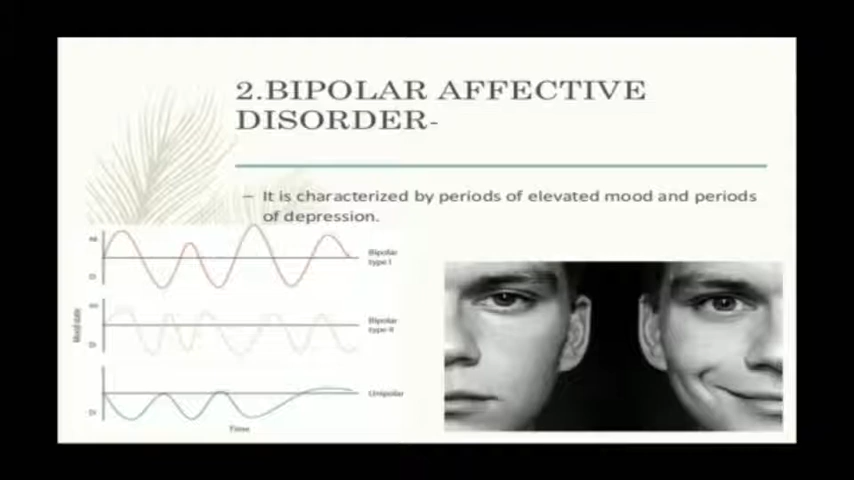 2.BIPOLAR AFFECTIVE
DISORDER-
– It is characterized by periods of elevated mood and periods
of depression.
Bipolar
type I
Bipolar
type II
Unipolar
Time